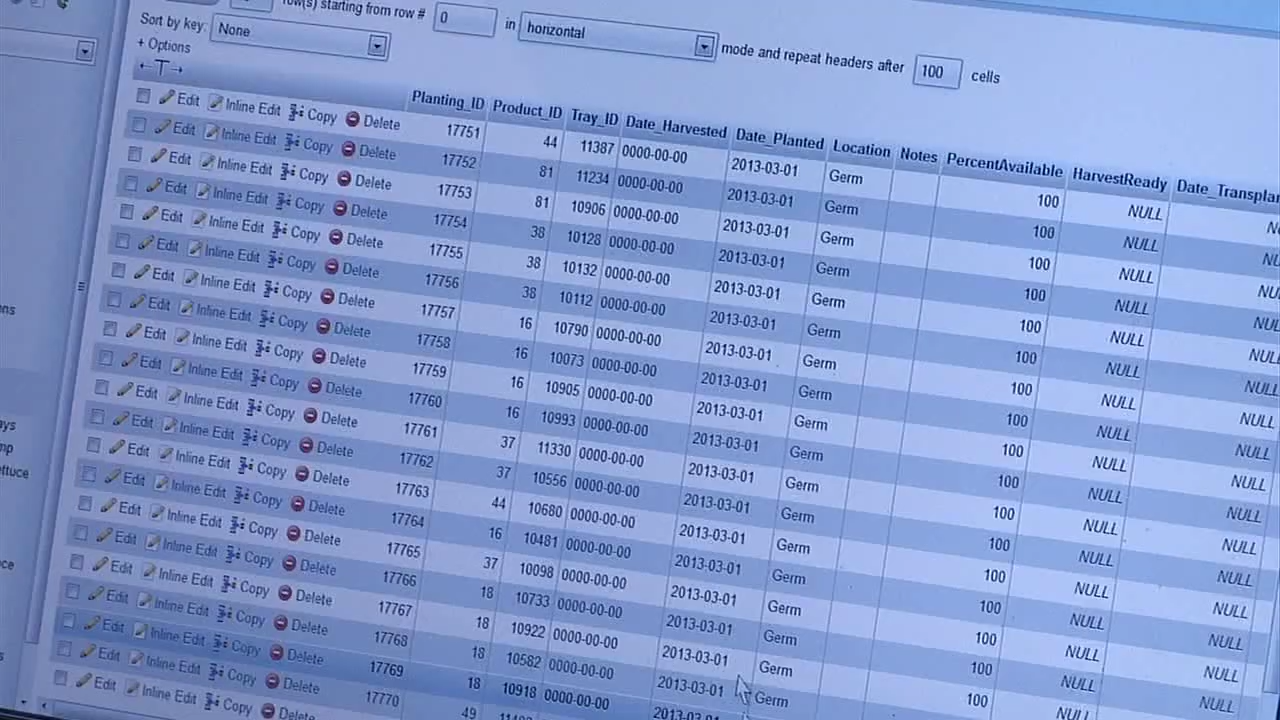 row(s) starting from row # 0 in horizontal mode and repeat headers after 100 cells
Sort by key: None
+ Options
←T→ Planting_ID Product_ID Tray_ID Date_Harvested Date_Planted Location Notes PercentAvailable HarvestReady
Edit Inline Edit Copy Delete 17751 44 11387 0000-00-00 2013-03-01 Germ 100 NULL
Edit Inline Edit Copy Delete 17752 81 11234 0000-00-00 2013-03-01 Germ 100 NULL
Edit Inline Edit Copy Delete 17753 81 10906 0000-00-00 2013-03-01 Germ 100 NULL
Edit Inline Edit Copy Delete 17754 38 10128 0000-00-00 2013-03-01 Germ 100 NULL
Edit Inline Edit Copy Delete 17755 38 10132 0000-00-00 2013-03-01 Germ 100 NULL
Edit Inline Edit Copy Delete 17756 38 10112 0000-00-00 2013-03-01 Germ 100 NULL NULL
Edit Inline Edit Copy Delete 17757 16 10790 0000-00-00 2013-03-01 Germ 100 NULL NULL
Edit Inline Edit Copy Delete 17758 16 10073 0000-00-00 2013-03-01 Germ 100 NULL NULL
Edit Inline Edit Copy Delete 17759 16 10905 0000-00-00 2013-03-01 Germ 100 NULL NULL
Edit Inline Edit Copy Delete 17760 16 10993 0000-00-00 2013-03-01 Germ 100 NULL NULL
Edit Inline Edit Copy Delete 17761 37 11330 0000-00-00 2013-03-01 Germ 100 NULL NULL
Edit Inline Edit Copy Delete 17762 37 10556 0000-00-00 2013-03-01 Germ 100 NULL NULL
Edit Inline Edit Copy Delete 17763 44 10680 0000-00-00 2013-03-01 Germ 100 NULL NULL
Edit Inline Edit Copy Delete 17764 16 10481 0000-00-00 2013-03-01 Germ 100 NULL NULL
Edit Inline Edit Copy Delete 17765 37 10098 0000-00-00 2013-03-01 Germ 100 NULL NULL
Edit Inline Edit Copy Delete 17766 18 10733 0000-00-00 2013-03-01 Germ 100 NULL NULL
Edit Inline Edit Copy Delete 17767 18 10922 0000-00-00 2013-03-01 Germ 100 NULL
Edit Inline Edit Copy Delete 17768 18 10582 0000-00-00 2013-03-01 Germ
Edit Inline Edit Copy Delete 17769 18 10918 0000-00-00 2013-03-01
Edit Inline Edit Copy Delete 17770 49
Edit Inline Edit Copy Delete